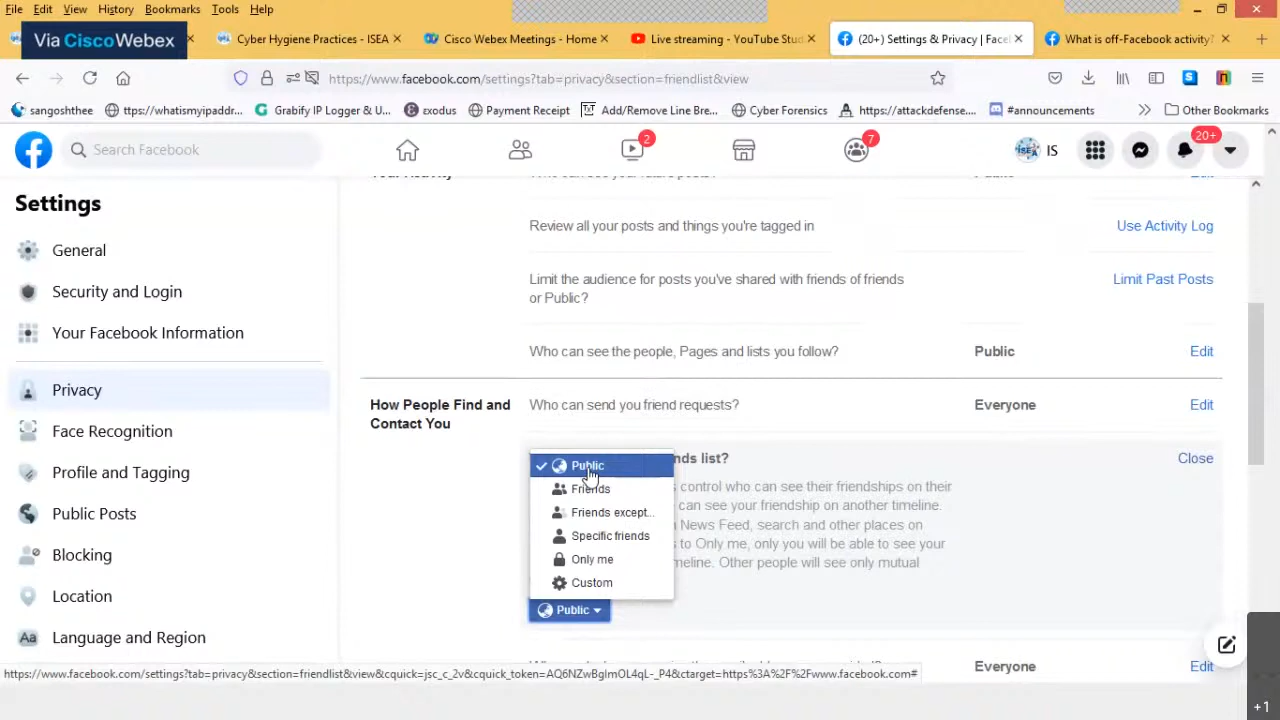 File Edit View History Bookmarks Tools Help
Via CiscoWebex
Cyber Hygiene Practices - ISEA
Cisco Webex Meetings - Home
Live streaming - YouTube Stud
(20+) Settings & Privacy | Facel
What is off-Facebook activity?
https://www.facebook.com/settings?tab=privacy&section=friendlist&view
sangoshthee
ttps://whatismyipaddr...
Grabify IP Logger & U...
exodus
Payment Receipt
Add/Remove Line Bre...
Cyber Forensics
https://attackdefense....
#announcements
Other Bookmarks
Search Facebook
2
7
IS
20+
Settings
General
Security and Login
Your Facebook Information
Privacy
Face Recognition
Profile and Tagging
Public Posts
Blocking
Location
Aa Language and Region
Review all your posts and things you're tagged in
Use Activity Log
Limit the audience for posts you've shared with friends of friends
or Public?
Limit Past Posts
Who can see the people, Pages and lists you follow?
Public
Edit
How People Find and
Contact You
Who can send you friend requests?
Everyone
Edit
nds list?
Close
Public
Friends
Friends except...
Specific friends
Only me
Custom
control who can see their friendships on their
can see your friendship on another timeline.
News Feed, search and other places on
to Only me, only you will be able to see your
meline. Other people will see only mutual
Public
Everyone
Edit
https://www.facebook.com/settings?tab=privacy&section=friendlist&view&cquick=jsc_c_2v&cquick_token=AQ6NZwBgImOL4qL-_P4&ctarget=https%3A%2F%2Fwww.facebook.com#
+1